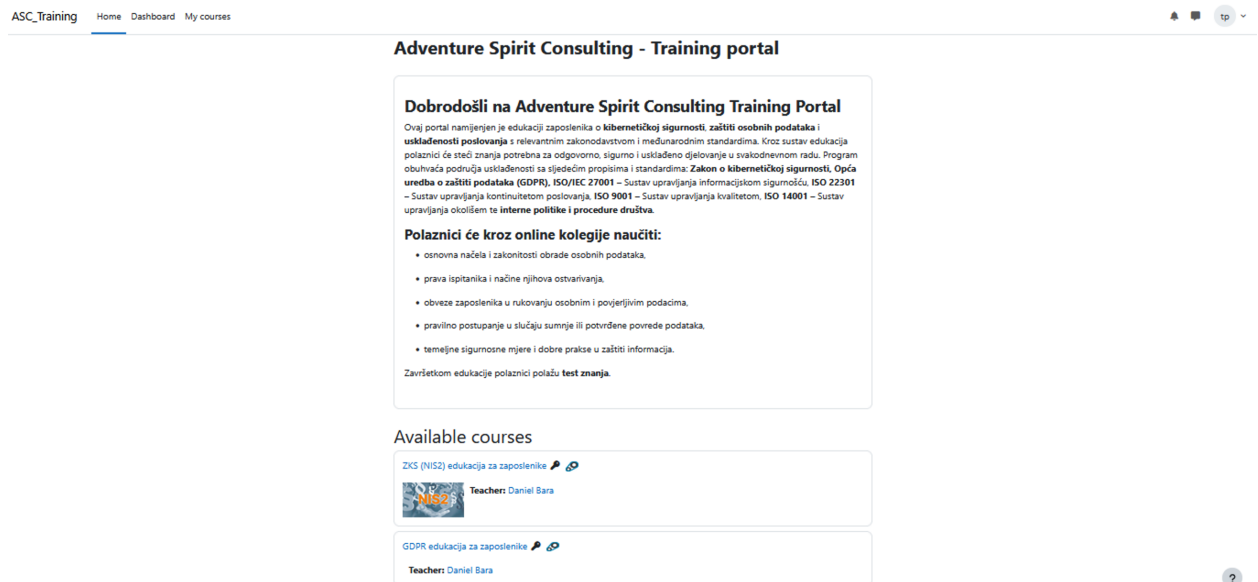 ASC_Training Home Dashboard My courses tp
Adventure Spirit Consulting - Training portal
Dobrodošli na Adventure Spirit Consulting Training Portal
Ovaj portal namijenjen je edukaciji zaposlenika o kibernetičkoj sigurnosti, zaštiti osobnih podataka i
usklađenosti poslovanja s relevantnim zakonodavstvom i međunarodnim standardima. Kroz sustav edukacija
polaznici će steći znanja potrebna za odgovorno, sigurno i usklađeno djelovanje u svakodnevnom radu. Program
obuhvaća područja usklađenosti sa sljedećim propisima i standardima: Zakon o kibernetičkoj sigurnosti, Opća
uredba o zaštiti podataka (GDPR), ISO/IEC 27001 – Sustav upravljanja informacijskom sigurnošću, ISO 22301
– Sustav upravljanja kontinuitetom poslovanja, ISO 9001 – Sustav upravljanja kvalitetom, ISO 14001 – Sustav
upravljanja okolišem te interne politike i procedure društva.
Polaznici će kroz online kolegije naučiti:
• osnovna načela i zakonitosti obrade osobnih podataka,
• prava ispitanika i načine njihova ostvarivanja,
• obveze zaposlenika u rukovanju osobnim i povjerljivim podacima,
• pravilno postupanje u slučaju sumnje ili potvrđene povrede podataka,
• temeljne sigurnosne mjere i dobre prakse u zaštiti informacija.
Završetkom edukacije polaznici polažu test znanja.
Available courses
ZKS (NIS2) edukacija za zaposlenike
NIS2
Teacher: Daniel Bara
GDPR edukacija za zaposlenike
Teacher: Daniel Bara
?